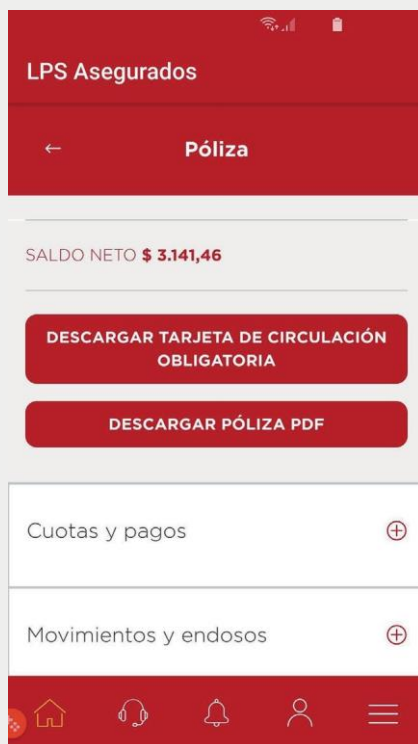 LPS Asegurados
Póliza
SALDO NETO $ 3.141,46
DESCARGAR TARJETA DE CIRCULACIÓN
OBLIGATORIA
DESCARGAR PÓLIZA PDF
Cuotas y pagos
Movimientos y endosos